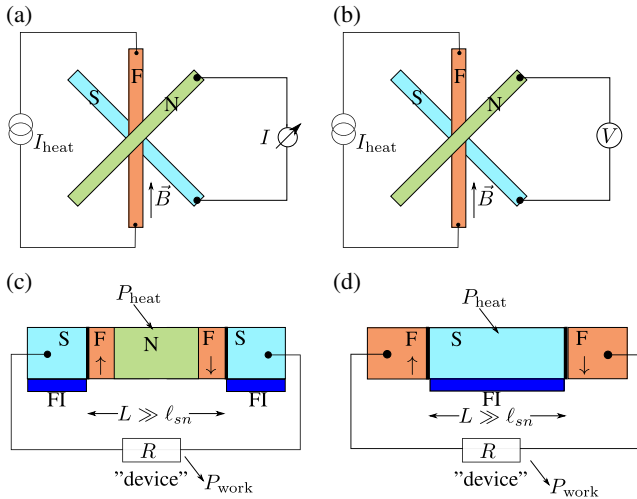 (a)
F
S
N
I_heat
I
B⃗
(b)
F
S
N
I_heat
V
B⃗
(c)
P_heat
S F N F S
↑ ↓
FI FI
L ≫ ℓ_sn
R
"device" P_work
(d)
P_heat
F S F
↑ ↓
FI
L ≫ ℓ_sn
R
"device" P_work